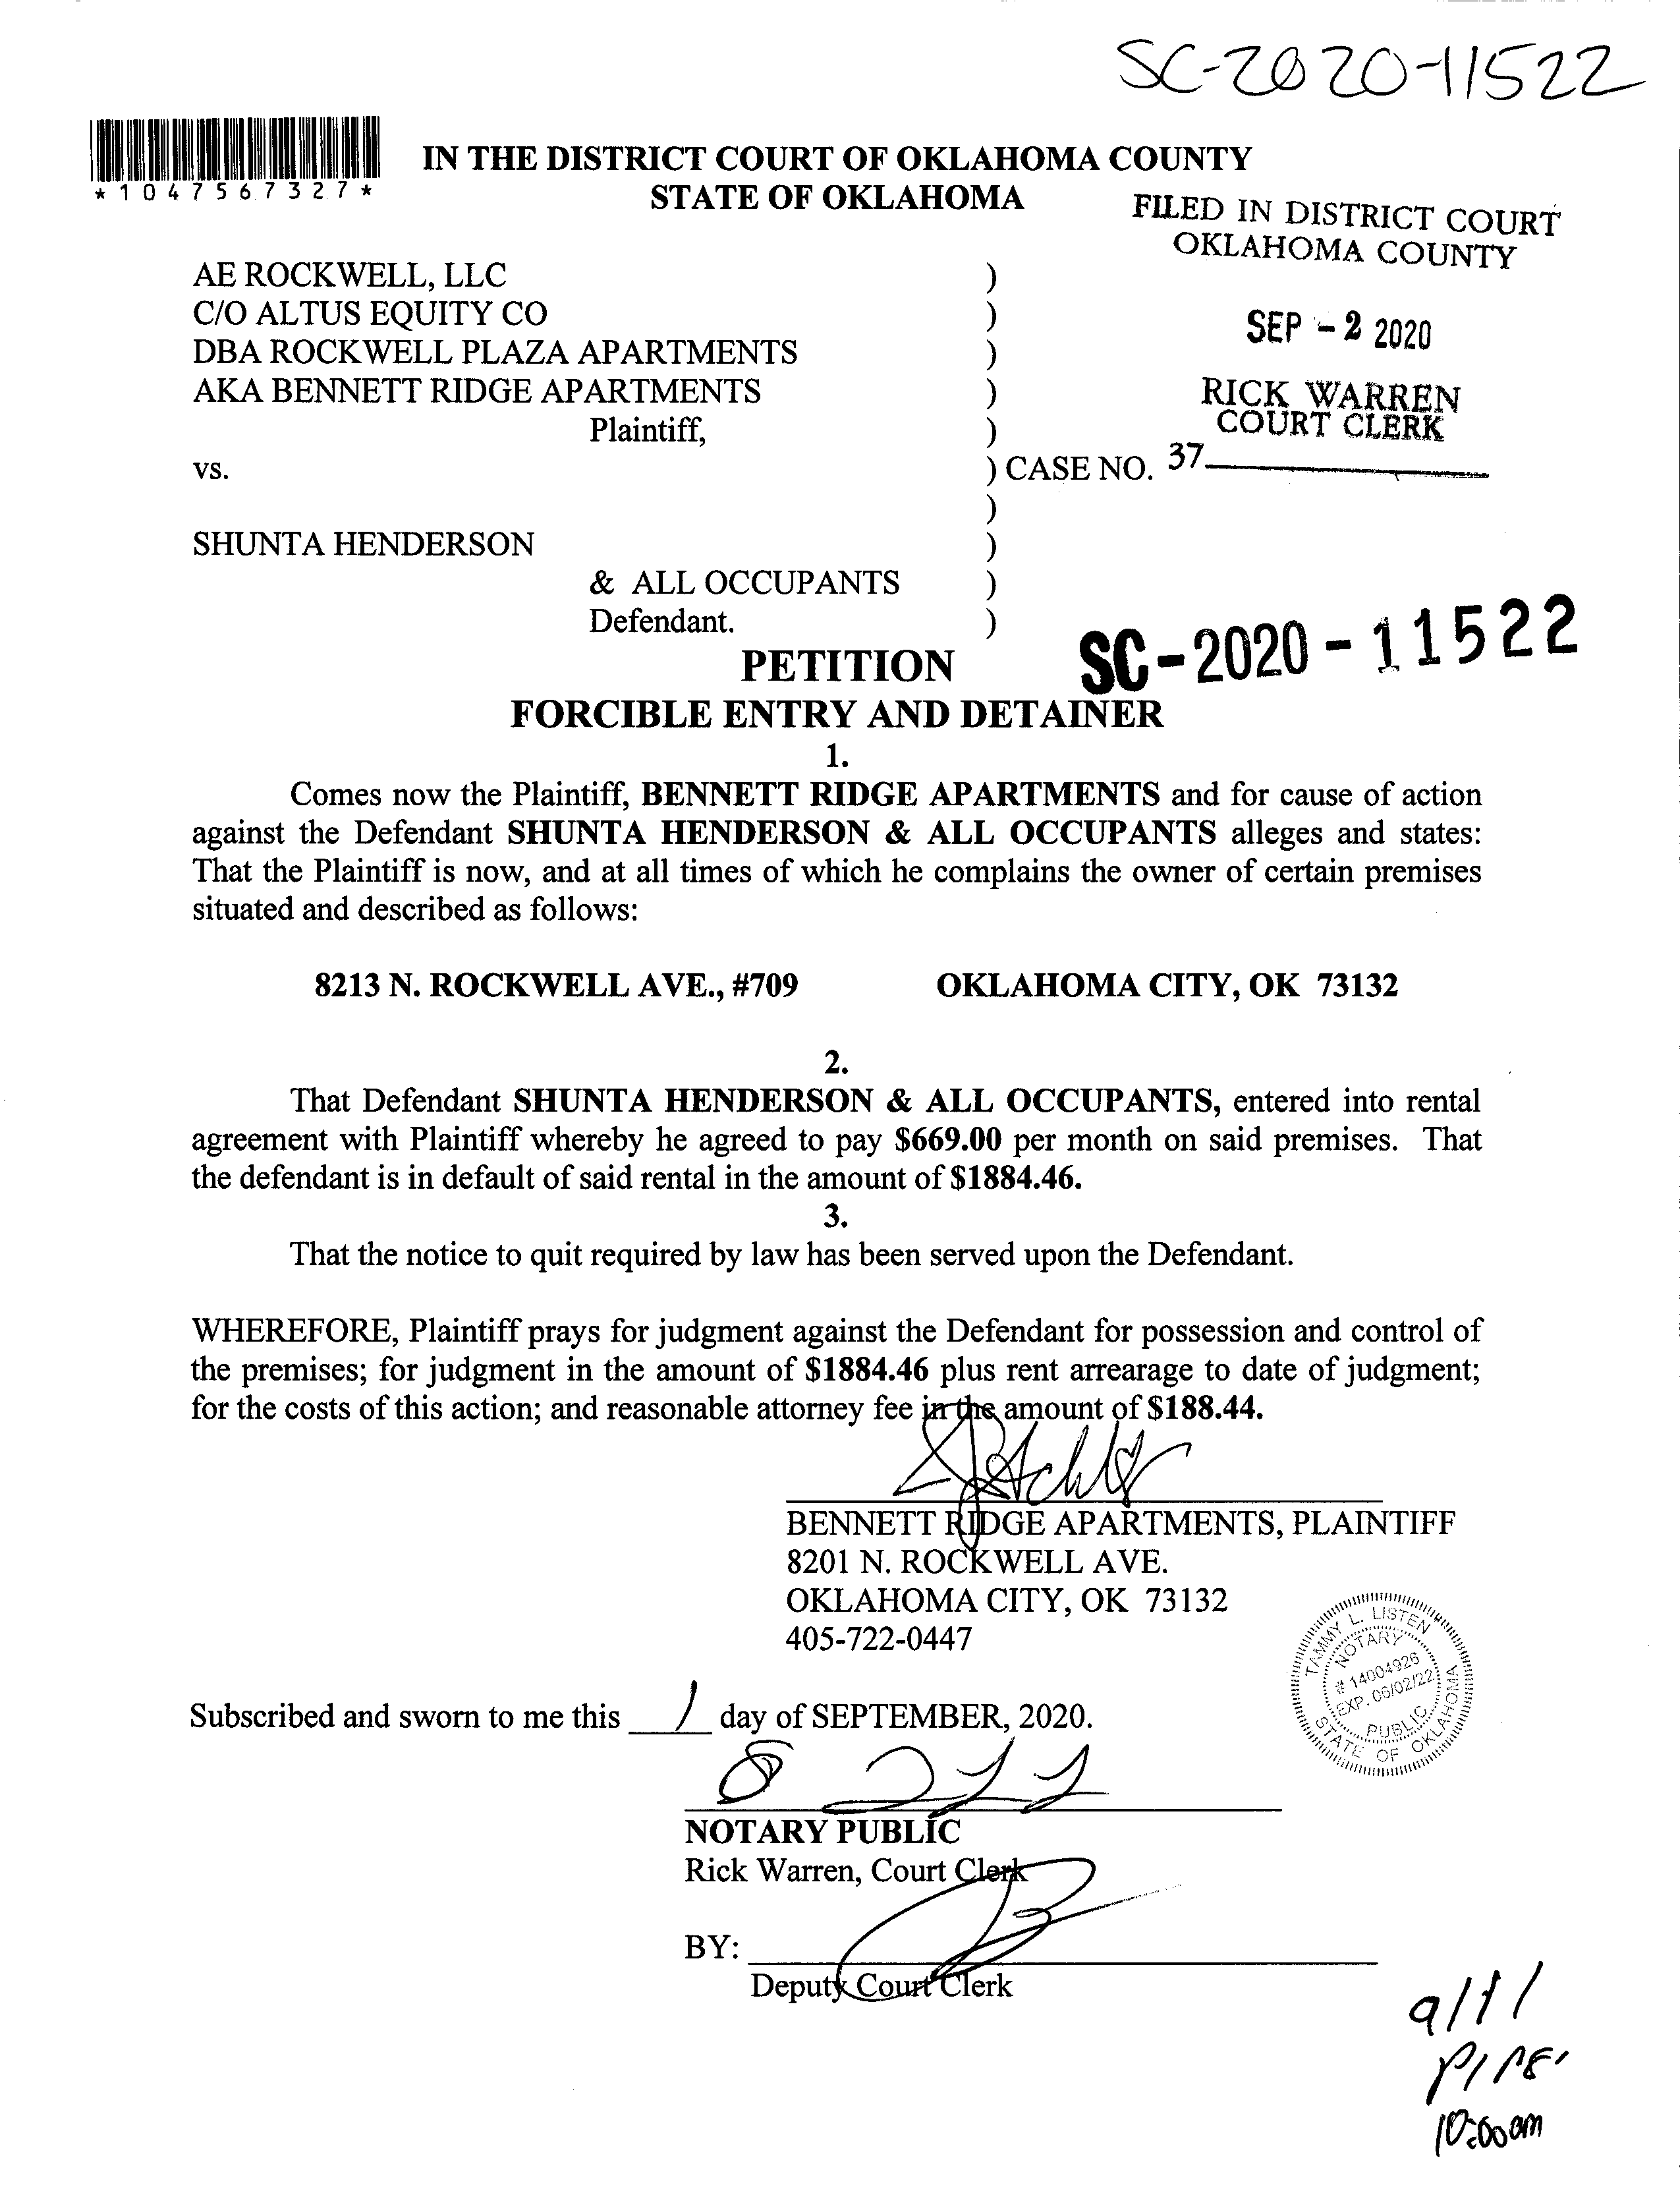 SC-2020-11522
*1047567327*
IN THE DISTRICT COURT OF OKLAHOMA COUNTY
STATE OF OKLAHOMA
FILED IN DISTRICT COURT
OKLAHOMA COUNTY
SEP - 2 2020
RICK WARREN
COURT CLERK
37
AE ROCKWELL, LLC )
C/O ALTUS EQUITY CO )
DBA ROCKWELL PLAZA APARTMENTS )
AKA BENNETT RIDGE APARTMENTS )
Plaintiff, )
vs. ) CASE NO.
)
SHUNTA HENDERSON )
& ALL OCCUPANTS )
Defendant. )
SC-2020-11522
PETITION
FORCIBLE ENTRY AND DETAINER
1.
Comes now the Plaintiff, BENNETT RIDGE APARTMENTS and for cause of action
against the Defendant SHUNTA HENDERSON & ALL OCCUPANTS alleges and states:
That the Plaintiff is now, and at all times of which he complains the owner of certain premises
situated and described as follows:
8213 N. ROCKWELL AVE., #709 OKLAHOMA CITY, OK 73132
2.
That Defendant SHUNTA HENDERSON & ALL OCCUPANTS, entered into rental
agreement with Plaintiff whereby he agreed to pay $669.00 per month on said premises. That
the defendant is in default of said rental in the amount of $1884.46.
3.
That the notice to quit required by law has been served upon the Defendant.
WHEREFORE, Plaintiff prays for judgment against the Defendant for possession and control of
the premises; for judgment in the amount of $1884.46 plus rent arrearage to date of judgment;
for the costs of this action; and reasonable attorney fee in the amount of $188.44.
BENNETT RIDGE APARTMENTS, PLAINTIFF
8201 N. ROCKWELL AVE.
OKLAHOMA CITY, OK 73132
405-722-0447
TAMMY L. LISTEN
NOTARY
# 14004926
EXP. 06/02/22
PUBLIC
STATE OF OKLAHOMA
Subscribed and sworn to me this 1 day of SEPTEMBER, 2020.
NOTARY PUBLIC
Rick Warren, Court Clerk
BY:
Deputy Court Clerk
10:00am